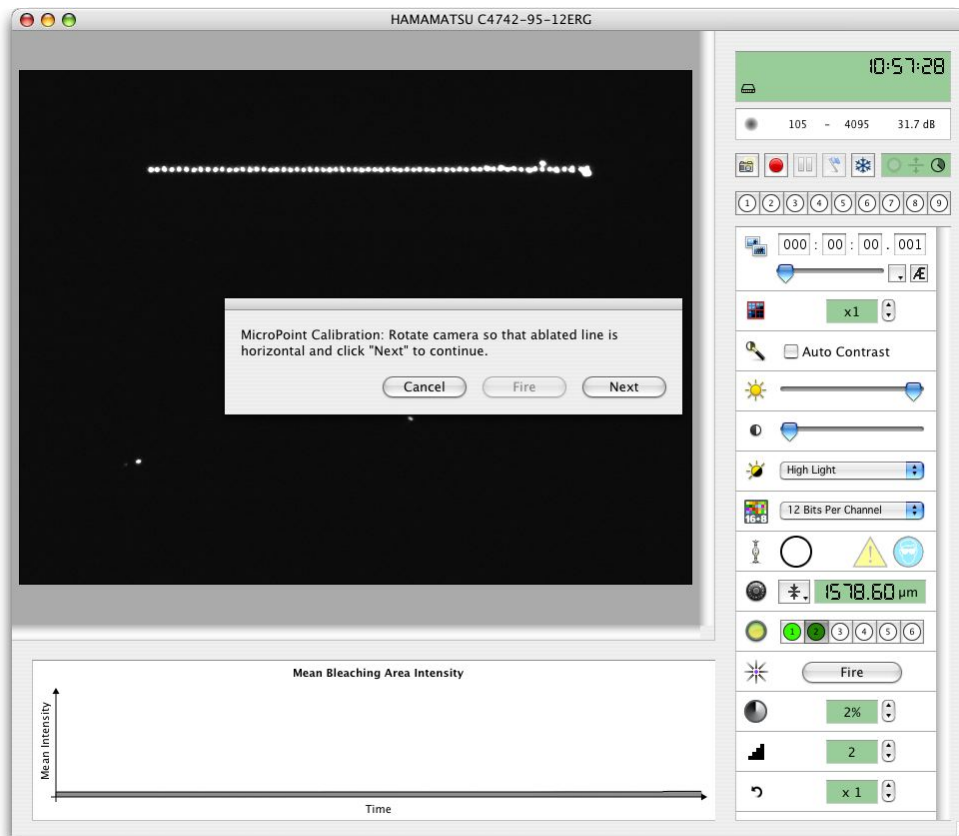 HAMAMATSU C4742-95-12ERG
10:57:28
105 - 4095 31.7 dB
1 2 3 4 5 6 7 8 9
000 : 00 : 00 . 001
Æ
x1
MicroPoint Calibration: Rotate camera so that ablated line is
horizontal and click "Next" to continue.
Cancel Fire Next
Auto Contrast
High Light
16→8
12 Bits Per Channel
1578.60 µm
1 2 3 4 5 6
Fire
2%
2
x 1
Mean Bleaching Area Intensity
Mean Intensity
Time